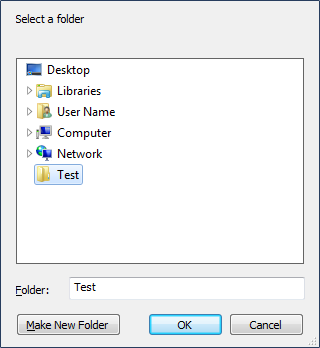 Select a folder
Desktop
Libraries
User Name
Computer
Network
Test
Folder: Test
Make New Folder OK Cancel